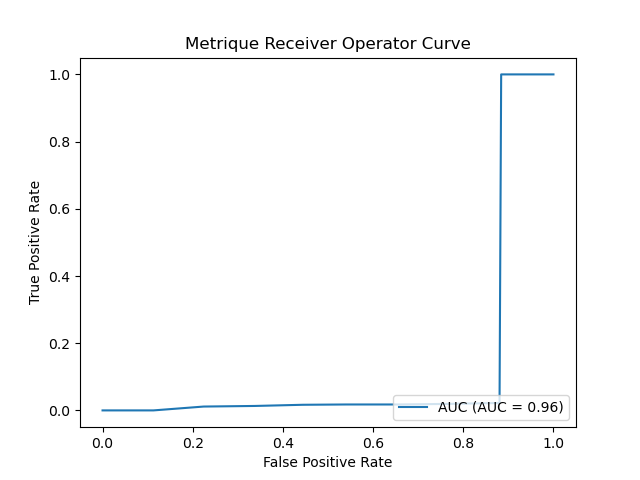 Metrique Receiver Operator Curve
1.0
0.8
0.6
0.4
0.2
0.0
True Positive Rate
AUC (AUC = 0.96)
0.0 0.2 0.4 0.6 0.8 1.0
False Positive Rate